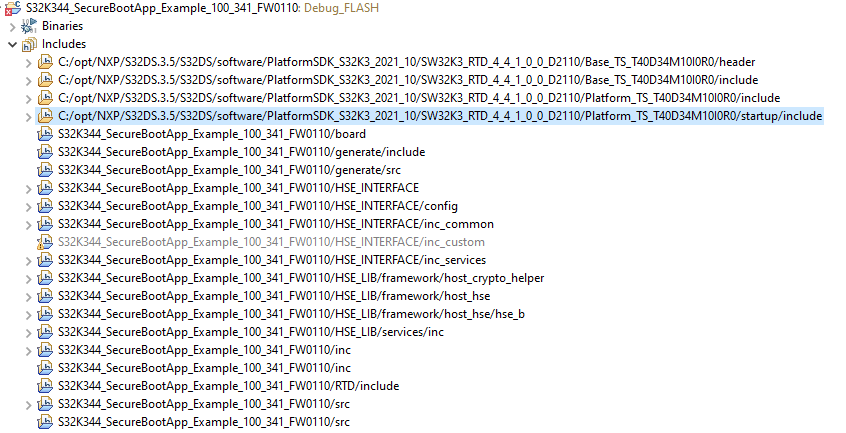 S32K344_SecureBootApp_Example_100_341_FW0110: Debug_FLASH
Binaries
Includes
C:/opt/NXP/S32DS.3.5/S32DS/software/PlatformSDK_S32K3_2021_10/SW32K3_RTD_4_4_1_0_0_D2110/Base_TS_T40D34M10I0R0/header
C:/opt/NXP/S32DS.3.5/S32DS/software/PlatformSDK_S32K3_2021_10/SW32K3_RTD_4_4_1_0_0_D2110/Base_TS_T40D34M10I0R0/include
C:/opt/NXP/S32DS.3.5/S32DS/software/PlatformSDK_S32K3_2021_10/SW32K3_RTD_4_4_1_0_0_D2110/Platform_TS_T40D34M10I0R0/include
C:/opt/NXP/S32DS.3.5/S32DS/software/PlatformSDK_S32K3_2021_10/SW32K3_RTD_4_4_1_0_0_D2110/Platform_TS_T40D34M10I0R0/startup/include
S32K344_SecureBootApp_Example_100_341_FW0110/board
S32K344_SecureBootApp_Example_100_341_FW0110/generate/include
S32K344_SecureBootApp_Example_100_341_FW0110/generate/src
S32K344_SecureBootApp_Example_100_341_FW0110/HSE_INTERFACE
S32K344_SecureBootApp_Example_100_341_FW0110/HSE_INTERFACE/config
S32K344_SecureBootApp_Example_100_341_FW0110/HSE_INTERFACE/inc_common
S32K344_SecureBootApp_Example_100_341_FW0110/HSE_INTERFACE/inc_custom
S32K344_SecureBootApp_Example_100_341_FW0110/HSE_INTERFACE/inc_services
S32K344_SecureBootApp_Example_100_341_FW0110/HSE_LIB/framework/host_crypto_helper
S32K344_SecureBootApp_Example_100_341_FW0110/HSE_LIB/framework/host_hse
S32K344_SecureBootApp_Example_100_341_FW0110/HSE_LIB/framework/host_hse/hse_b
S32K344_SecureBootApp_Example_100_341_FW0110/HSE_LIB/services/inc
S32K344_SecureBootApp_Example_100_341_FW0110/inc
S32K344_SecureBootApp_Example_100_341_FW0110/inc
S32K344_SecureBootApp_Example_100_341_FW0110/RTD/include
S32K344_SecureBootApp_Example_100_341_FW0110/src
S32K344_SecureBootApp_Example_100_341_FW0110/src